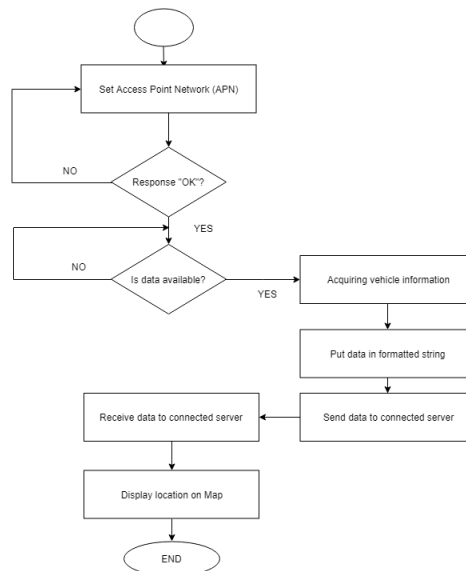 Set Access Point Network (APN)
NO
Response "OK"?
YES
NO
Is data available?
YES
Acquiring vehicle information
Put data in formatted string
Receive data to connected server
Send data to connected server
Display location on Map
END